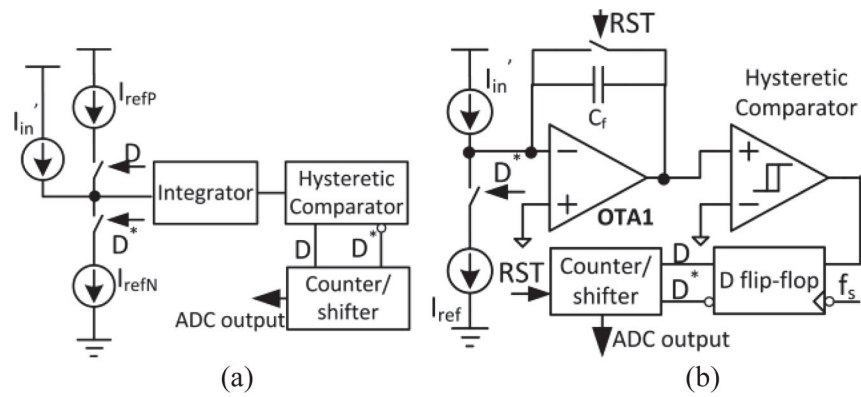 I_refP
I_in'
D
Integrator
Hysteretic
Comparator
D*
D
D*
I_refN
Counter/
shifter
ADC output
(a)
RST
I_in'
C_f
Hysteretic
Comparator
D*
−
+
OTA1
+
−
RST
Counter/
shifter
D
D*
D flip-flop
f_s
I_ref
ADC output
(b)